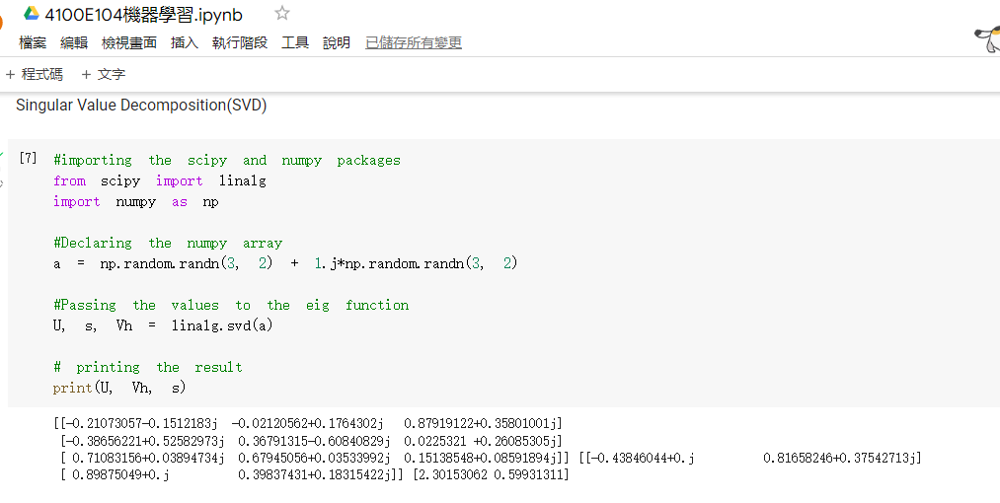 4100E104機器學習.ipynb
檔案 編輯 檢視畫面 插入 執行階段 工具 說明 已儲存所有變更
+ 程式碼 + 文字
Singular Value Decomposition(SVD)
[7] #importing the scipy and numpy packages
from scipy import linalg
import numpy as np
#Declaring the numpy array
a = np.random.randn(3, 2) + 1.j*np.random.randn(3, 2)
#Passing the values to the eig function
U, s, Vh = linalg.svd(a)
# printing the result
print(U, Vh, s)
[[-0.21073057-0.1512183j -0.02120562+0.1764302j 0.87919122+0.35801001j]
[-0.38656221+0.52582973j 0.36791315-0.60840829j 0.0225321 +0.26085305j]
[ 0.71083156+0.03894734j 0.67945056+0.03533992j 0.15138548+0.08591894j]] [[-0.43846044+0.j 0.81658246+0.37542713j]
[ 0.89875049+0.j 0.39837431+0.18315422j]] [2.30153062 0.59931311]